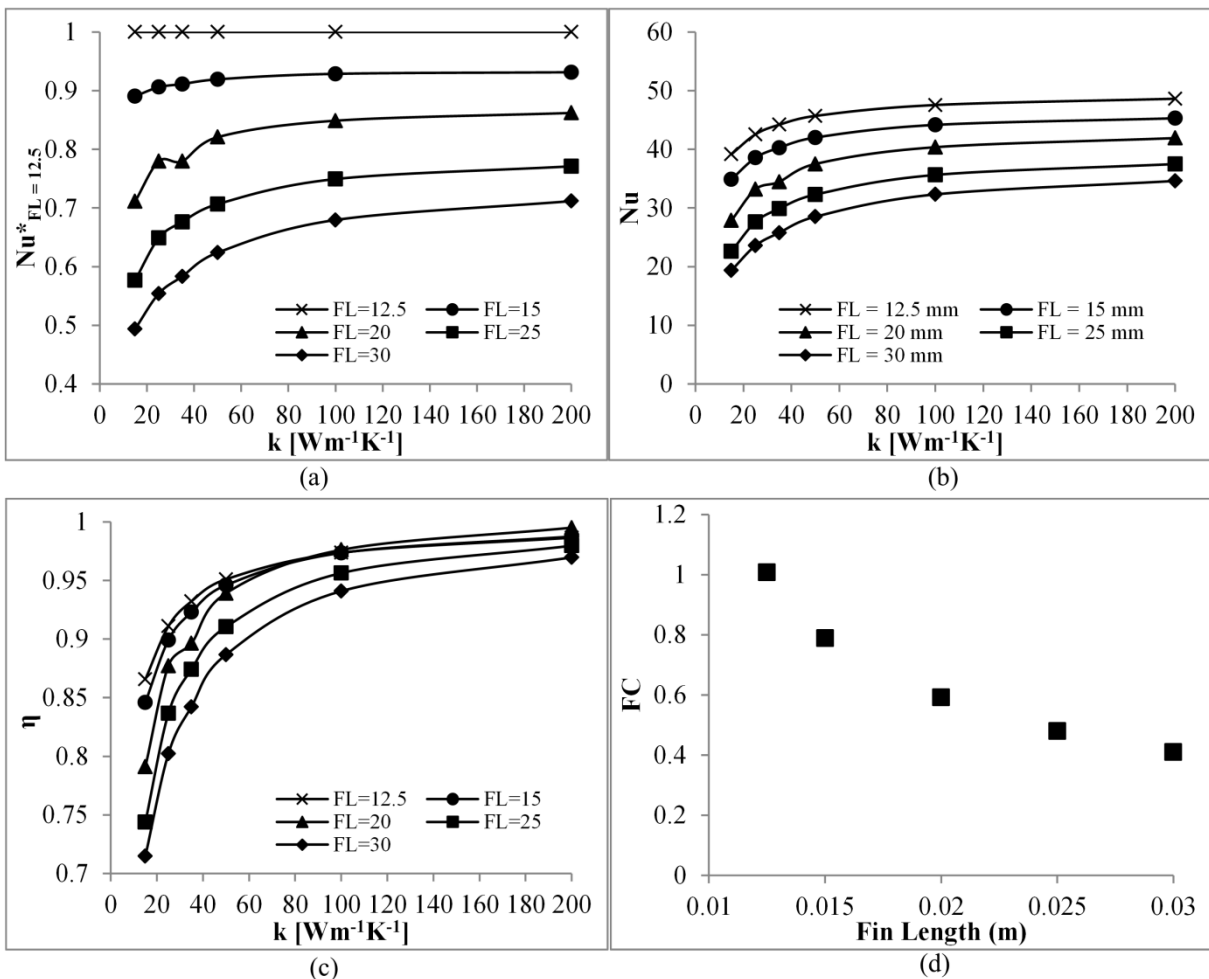 Nu*FL = 12.5
1
0.9
0.8
0.7
0.6
0.5
0.4
0 20 40 60 80 100 120 140 160 180 200
k [Wm-1K-1]
FL=12.5 FL=15
FL=20 FL=25
FL=30
(a)
Nu
60
50
40
30
20
10
0
0 20 40 60 80 100 120 140 160 180 200
k [Wm-1K-1]
FL = 12.5 mm FL = 15 mm
FL = 20 mm FL = 25 mm
FL = 30 mm
(b)
η
1
0.95
0.9
0.85
0.8
0.75
0.7
0 20 40 60 80 100 120 140 160 180 200
k [Wm-1K-1]
FL=12.5 FL=15
FL=20 FL=25
FL=30
(c)
FC
1.2
1
0.8
0.6
0.4
0.2
0
0.01 0.015 0.02 0.025 0.03
Fin Length (m)
(d)